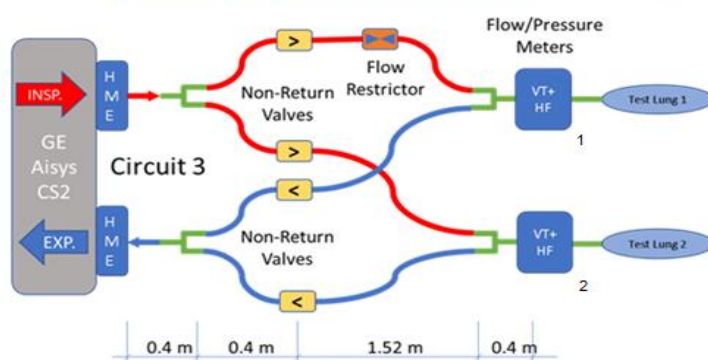 Flow/Pressure
Meters
>
Flow
Restrictor
INSP.
H
M
E
Non-Return
Valves
VT+
HF
Test Lung 1
1
GE
Aisys
CS2
Circuit 3
>
<
EXP.
H
M
E
Non-Return
Valves
VT+
HF
Test Lung 2
2
<
0.4 m 0.4 m 1.52 m 0.4 m